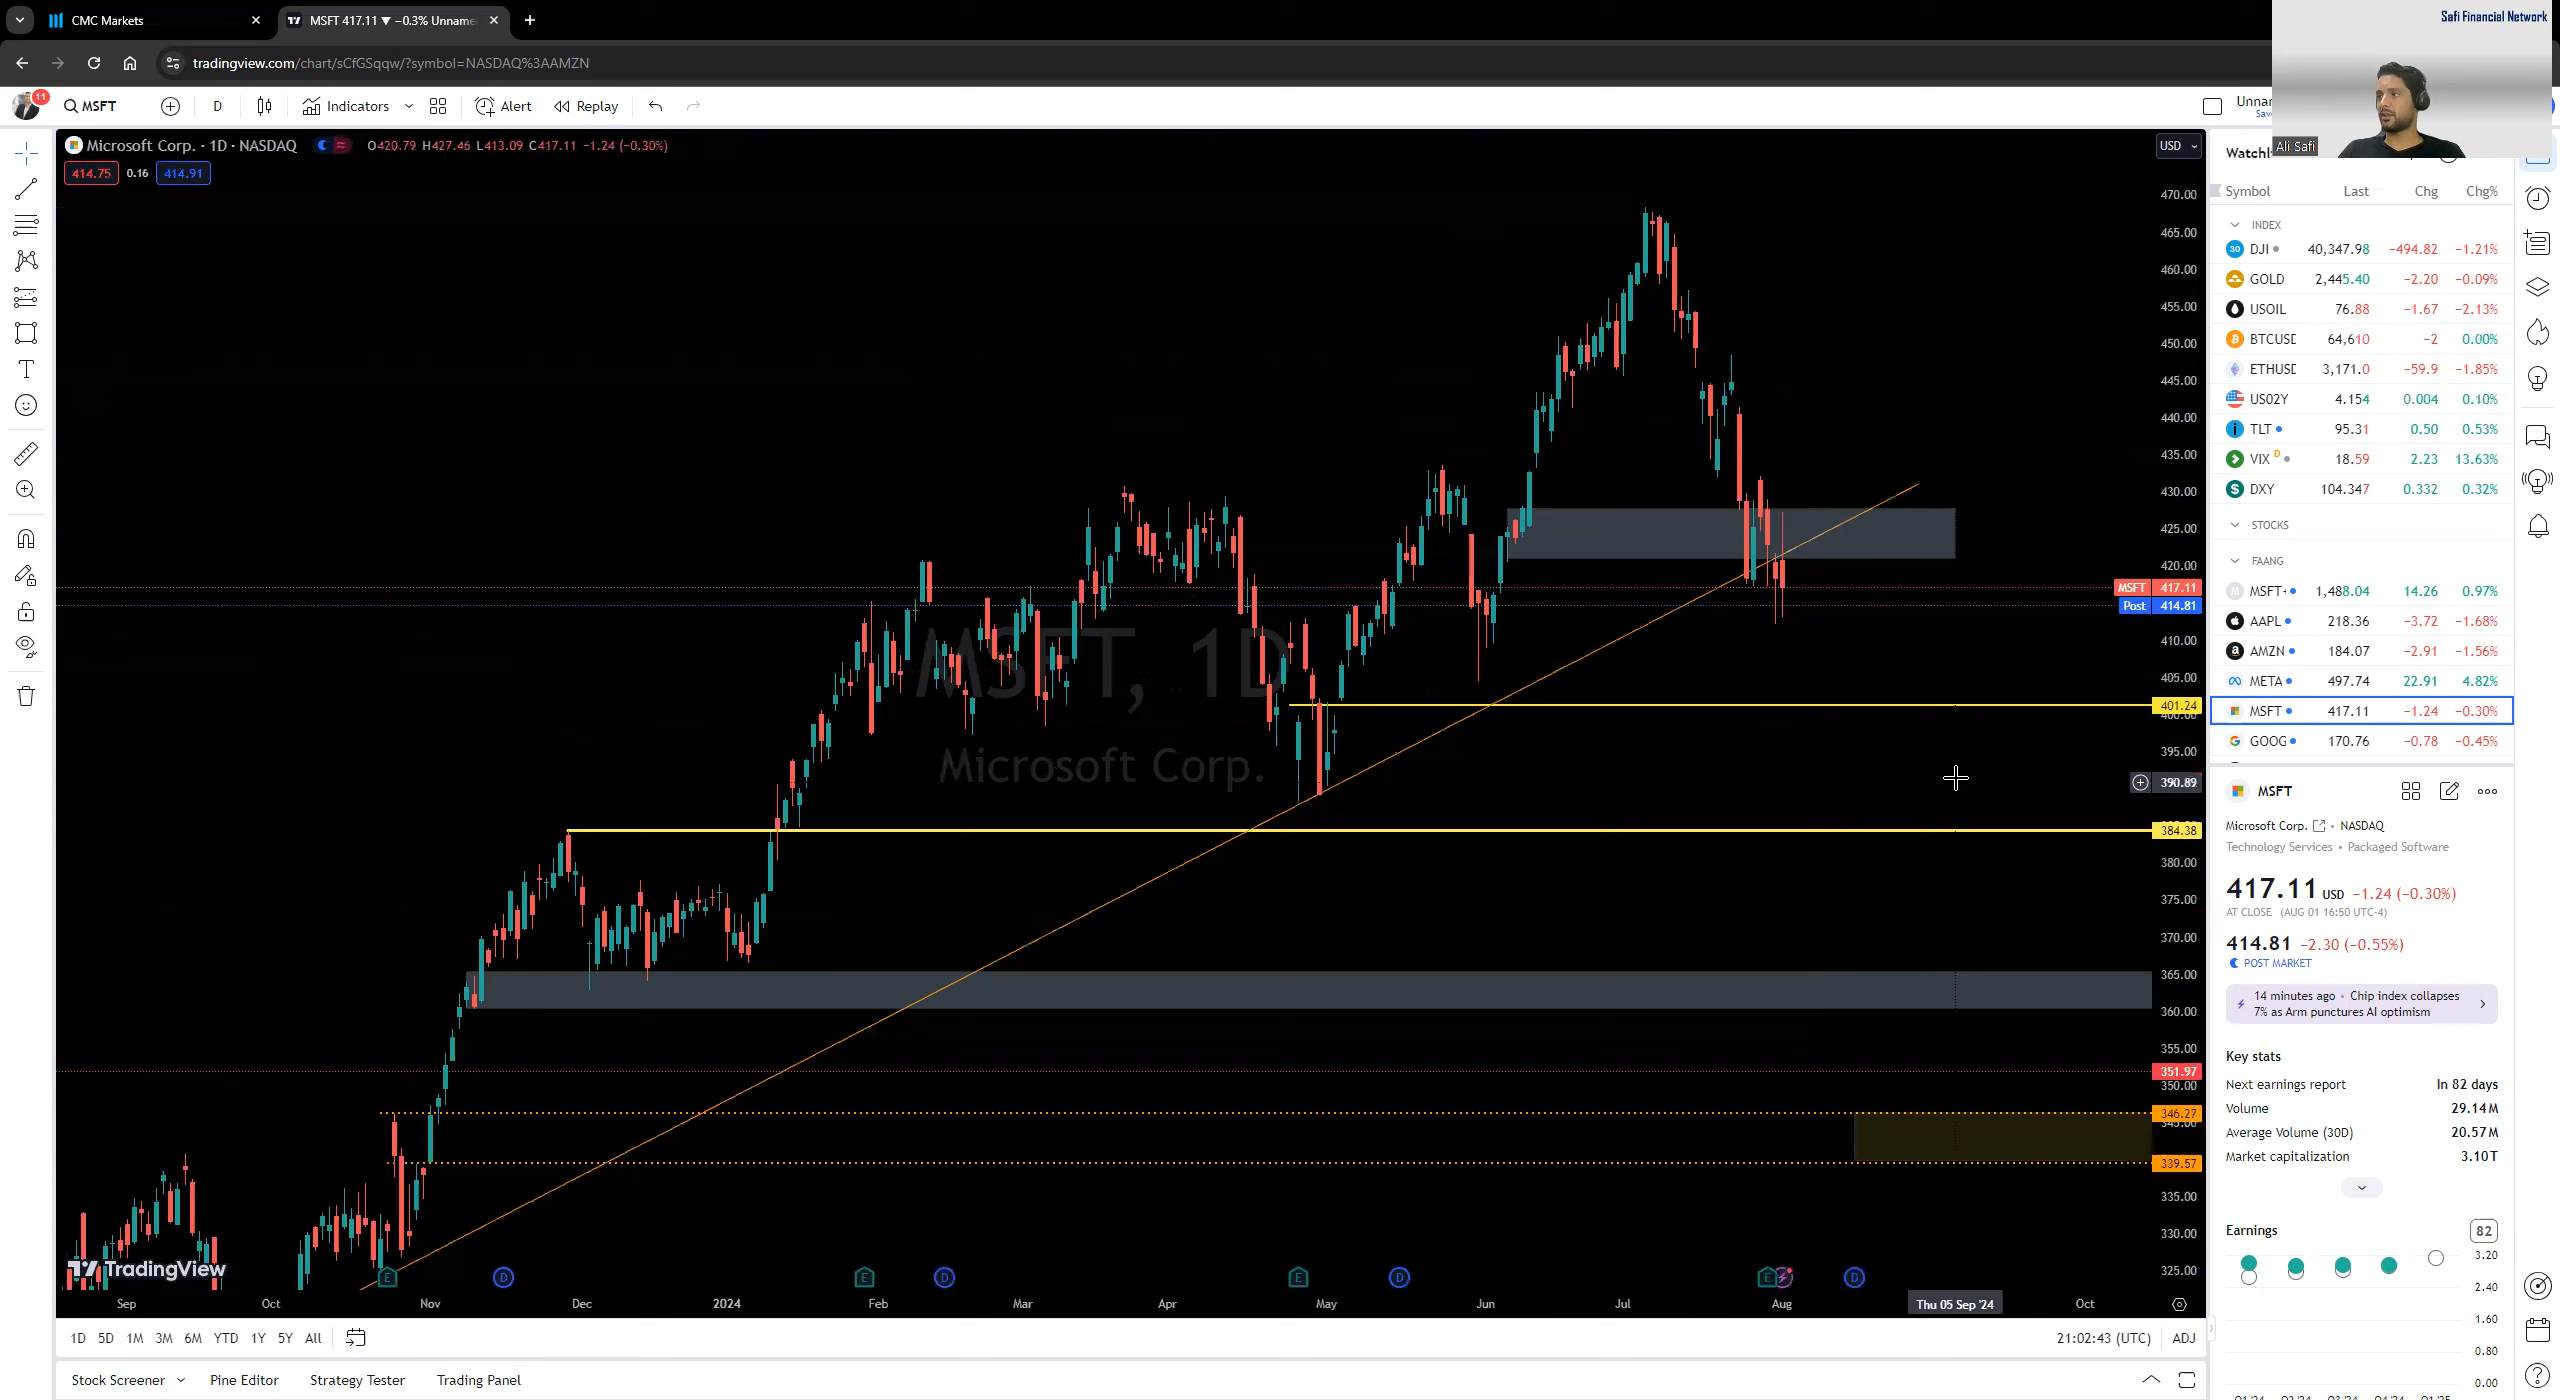 CMC Markets
MSFT 417.11 ▼ −0.3% Unname
Safi Financial Network
tradingview.com/chart/sCfGSqqw/?symbol=NASDAQ%3AAMZN
11
MSFT
D
Indicators
Alert
Replay
Unnar
Save
Ali Safi
Microsoft Corp. · 1D · NASDAQ
O420.79 H427.46 L413.09 C417.11 −1.24 (−0.30%)
414.75 0.16 414.91
USD
MSFT, 1D
Microsoft Corp.
470.00
465.00
460.00
455.00
450.00
445.00
440.00
435.00
430.00
425.00
420.00
MSFT 417.11
Post 414.81
410.00
405.00
401.24
400.00
395.00
390.89
384.38
380.00
375.00
370.00
365.00
360.00
355.00
351.97
350.00
346.27
345.00
339.57
335.00
330.00
325.00
TradingView
E D E D E D E D
Sep Oct Nov Dec 2024 Feb Mar Apr May Jun Jul Aug Thu 05 Sep '24 Oct
1D 5D 1M 3M 6M YTD 1Y 5Y All
21:02:43 (UTC) ADJ
Stock Screener Pine Editor Strategy Tester Trading Panel
Watchl
Symbol Last Chg Chg%
INDEX
DJI 40,347.98 −494.82 −1.21%
GOLD 2,445.40 −2.20 −0.09%
USOIL 76.88 −1.67 −2.13%
BTCUSD 64,610 −2 0.00%
ETHUSD 3,171.0 −59.9 −1.85%
US02Y 4.154 0.004 0.10%
TLT 95.31 0.50 0.53%
VIX D 18.59 2.23 13.63%
DXY 104.347 0.332 0.32%
STOCKS
FAANG
MSFT+ 1,488.04 14.26 0.97%
AAPL 218.36 −3.72 −1.68%
AMZN 184.07 −2.91 −1.56%
META 497.74 22.91 4.82%
MSFT 417.11 −1.24 −0.30%
GOOG 170.76 −0.78 −0.45%
MSFT
Microsoft Corp. • NASDAQ
Technology Services • Packaged Software
417.11 USD −1.24 (−0.30%)
AT CLOSE (AUG 01 16:50 UTC-4)
414.81 −2.30 (−0.55%)
POST MARKET
14 minutes ago • Chip index collapses
7% as Arm punctures AI optimism
Key stats
Next earnings report In 82 days
Volume 29.14M
Average Volume (30D) 20.57M
Market capitalization 3.10T
Earnings 82
3.20
2.40
1.60
0.80
0.00